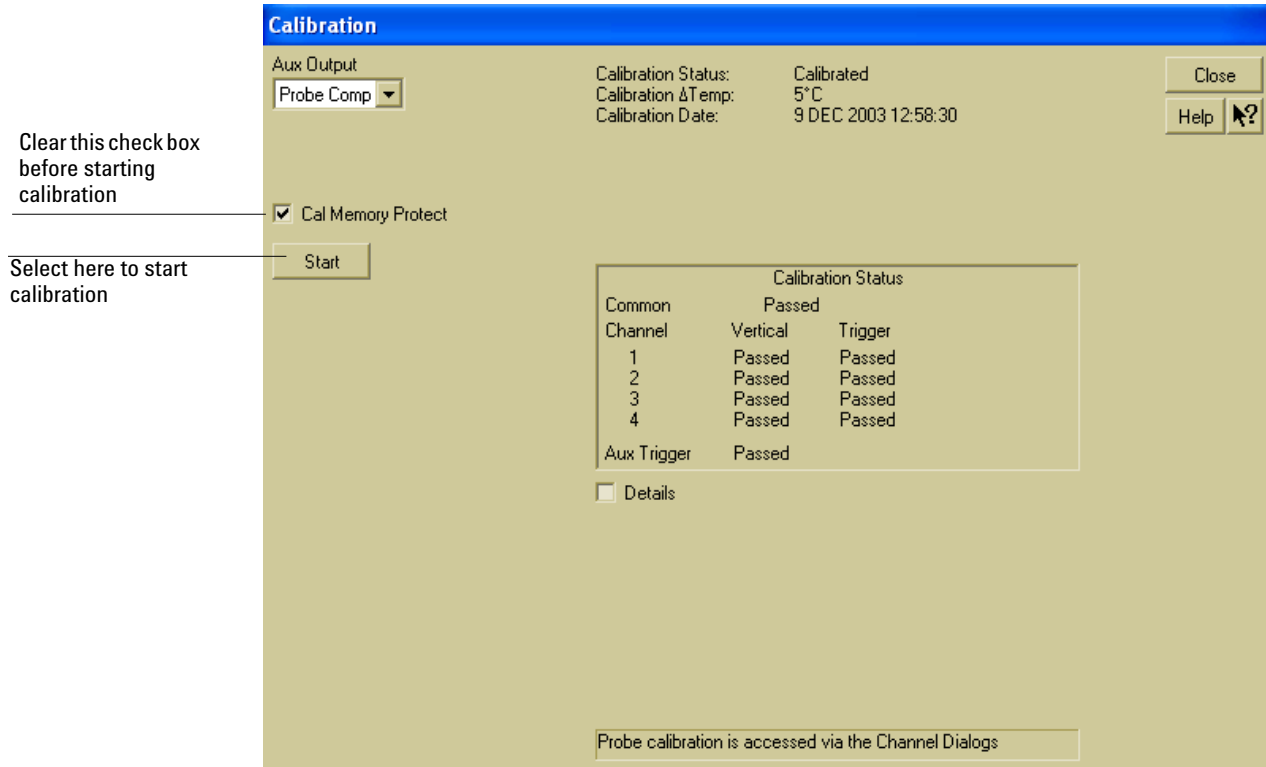 Calibration
Aux Output
Probe Comp
Calibration Status: Calibrated
Calibration ΔTemp: 5°C
Calibration Date: 9 DEC 2003 12:58:30
Close
Help ?
Clear this check box
before starting
calibration
Cal Memory Protect
Start
Select here to start
calibration
Calibration Status
Common Passed
Channel Vertical Trigger
1 Passed Passed
2 Passed Passed
3 Passed Passed
4 Passed Passed
Aux Trigger Passed
Details
Probe calibration is accessed via the Channel Dialogs